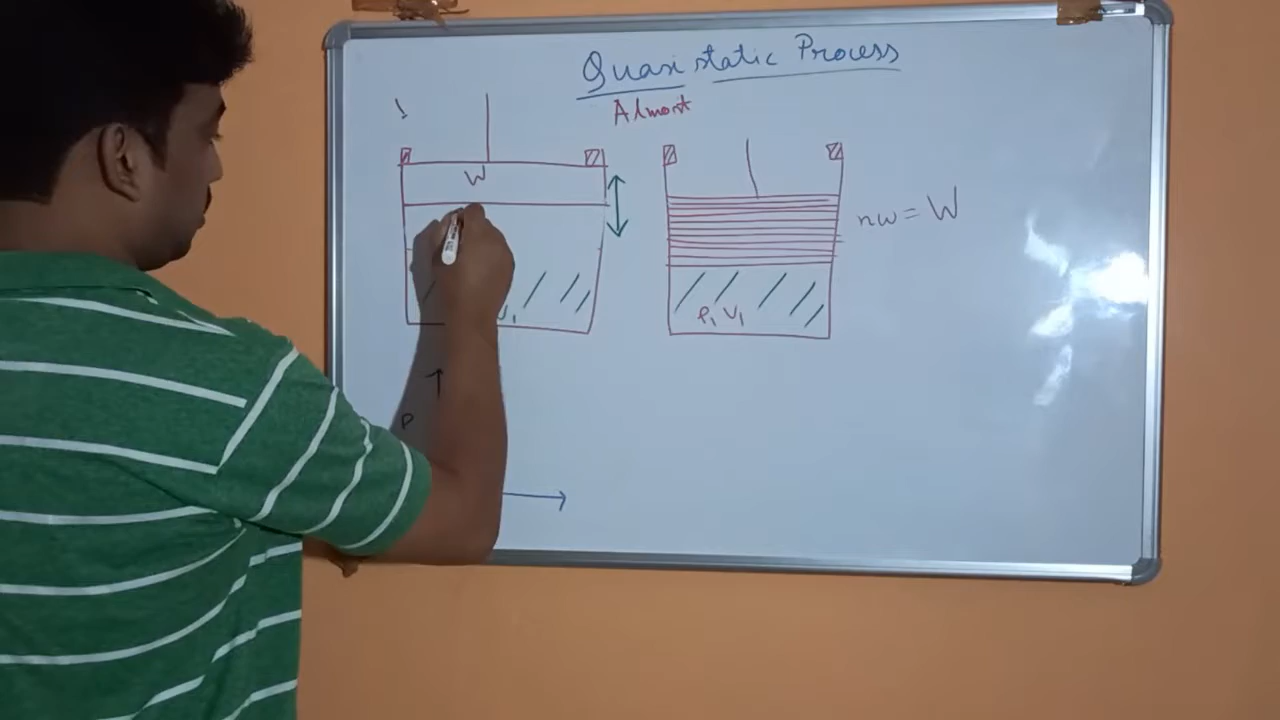 Quasi static Process
Almost
W
nw = W
P₁ V₁
P